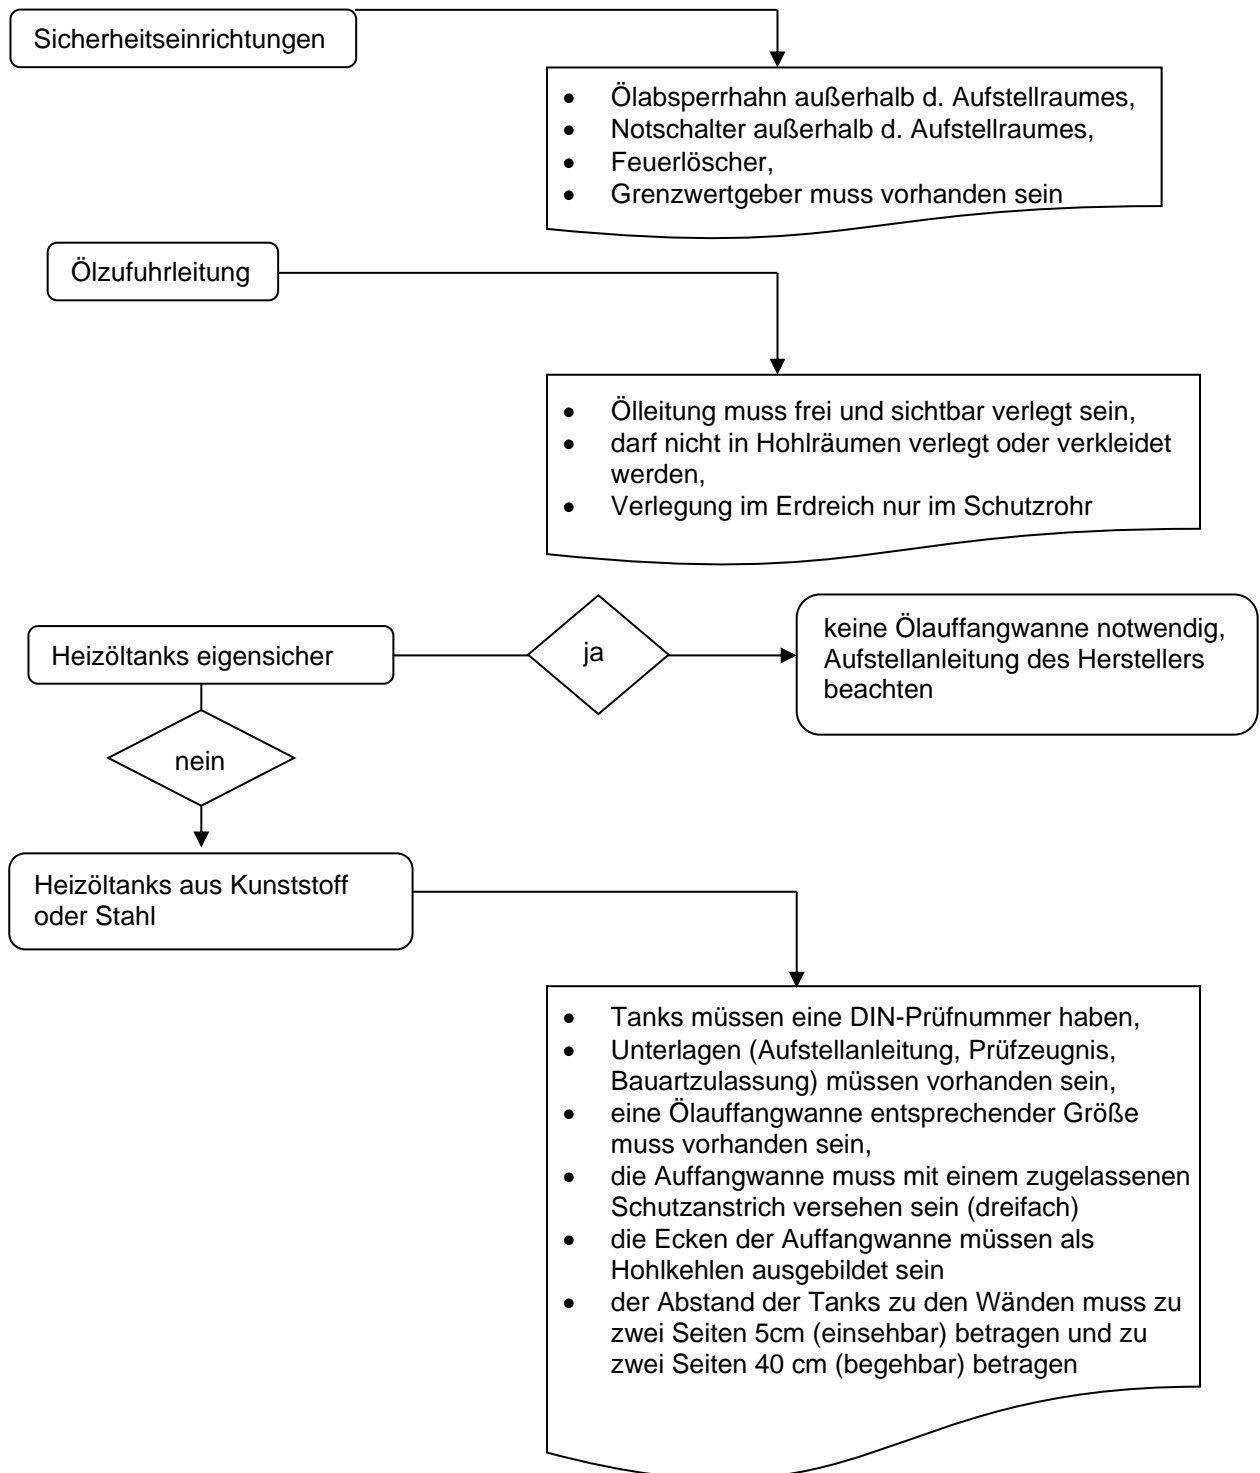 Sicherheitseinrichtungen
• Ölabsperrhahn außerhalb d. Aufstellraumes,
• Notschalter außerhalb d. Aufstellraumes,
• Feuerlöscher,
• Grenzwertgeber muss vorhanden sein
Ölzufuhrleitung
• Ölleitung muss frei und sichtbar verlegt sein,
• darf nicht in Hohlräumen verlegt oder verkleidet
werden,
• Verlegung im Erdreich nur im Schutzrohr
Heizöltanks eigensicher
ja
keine Ölauffangwanne notwendig,
Aufstellanleitung des Herstellers
beachten
nein
Heizöltanks aus Kunststoff
oder Stahl
• Tanks müssen eine DIN-Prüfnummer haben,
• Unterlagen (Aufstellanleitung, Prüfzeugnis,
Bauartzulassung) müssen vorhanden sein,
• eine Ölauffangwanne entsprechender Größe
muss vorhanden sein,
• die Auffangwanne muss mit einem zugelassenen
Schutzanstrich versehen sein (dreifach)
• die Ecken der Auffangwanne müssen als
Hohlkehlen ausgebildet sein
• der Abstand der Tanks zu den Wänden muss zu
zwei Seiten 5cm (einsehbar) betragen und zu
zwei Seiten 40 cm (begehbar) betragen